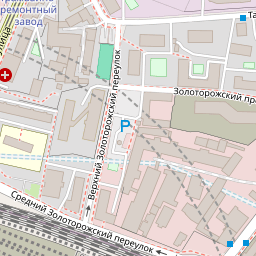 ремонтный
завод
Та
Золоторожский пр
Верхний Золоторожский переулок
P
Средний Золоторожский переулок